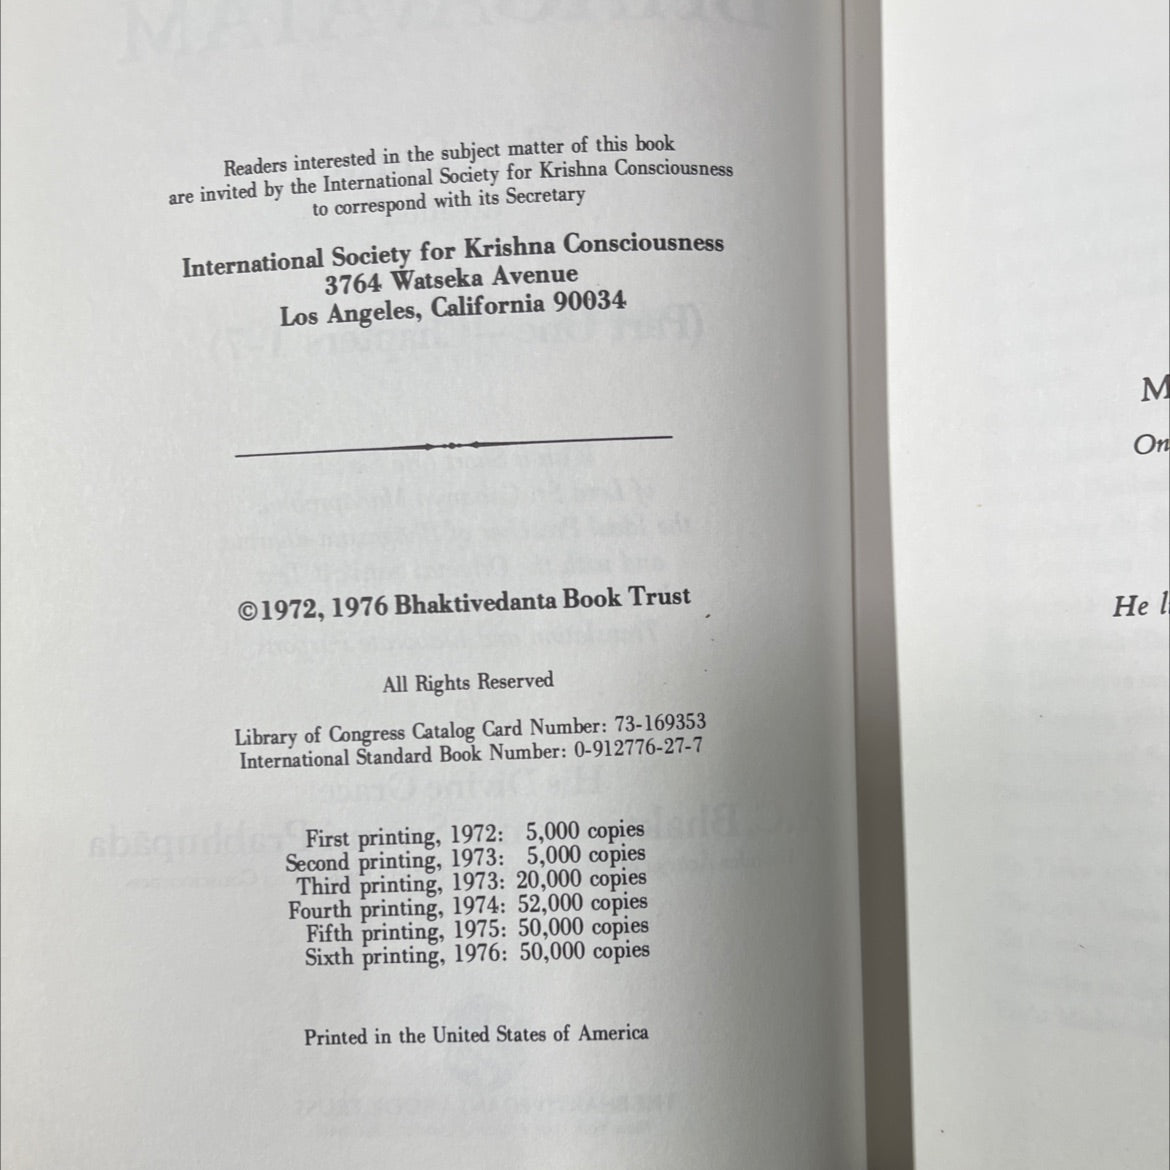 Readers interested in the subject matter of this book
are invited by the International Society for Krishna Consciousness
to correspond with its Secretary
International Society for Krishna Consciousness
3764 Watseka Avenue
Los Angeles, California 90034
©1972, 1976 Bhaktivedanta Book Trust
All Rights Reserved
Library of Congress Catalog Card Number: 73-169353
International Standard Book Number: 0-912776-27-7
First printing, 1972: 5,000 copies
Second printing, 1973: 5,000 copies
Third printing, 1973: 20,000 copies
Fourth printing, 1974: 52,000 copies
Fifth printing, 1975: 50,000 copies
Sixth printing, 1976: 50,000 copies
Printed in the United States of America
M
On
He